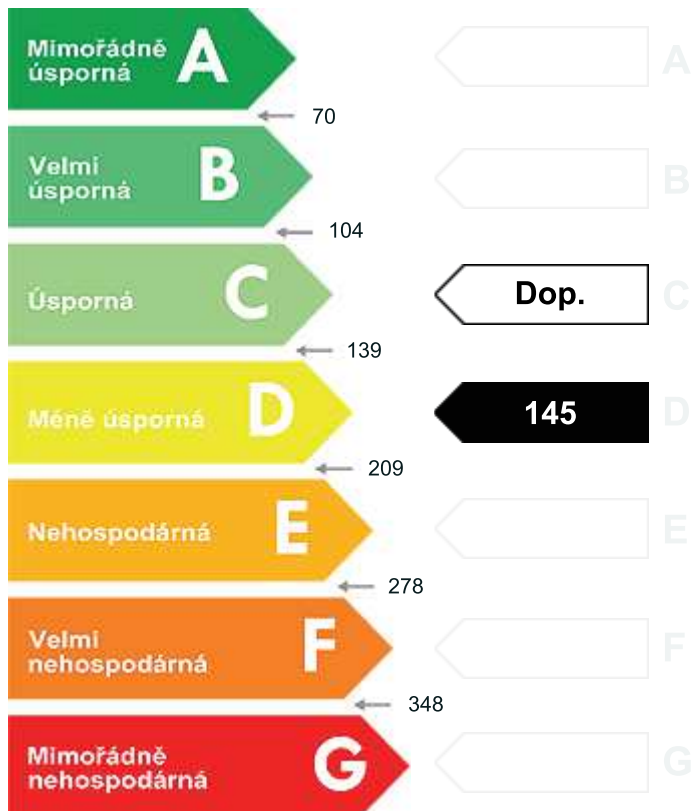 Mimořádně
úsporná
A
A
70
Velmi
úsporná
B
B
104
Úsporná
C
Dop.
C
139
Méně úsporná
D
145
D
209
Nehospodárná
E
E
278
Velmi
nehospodárná
F
F
348
Mimořádně
nehospodárná
G
G